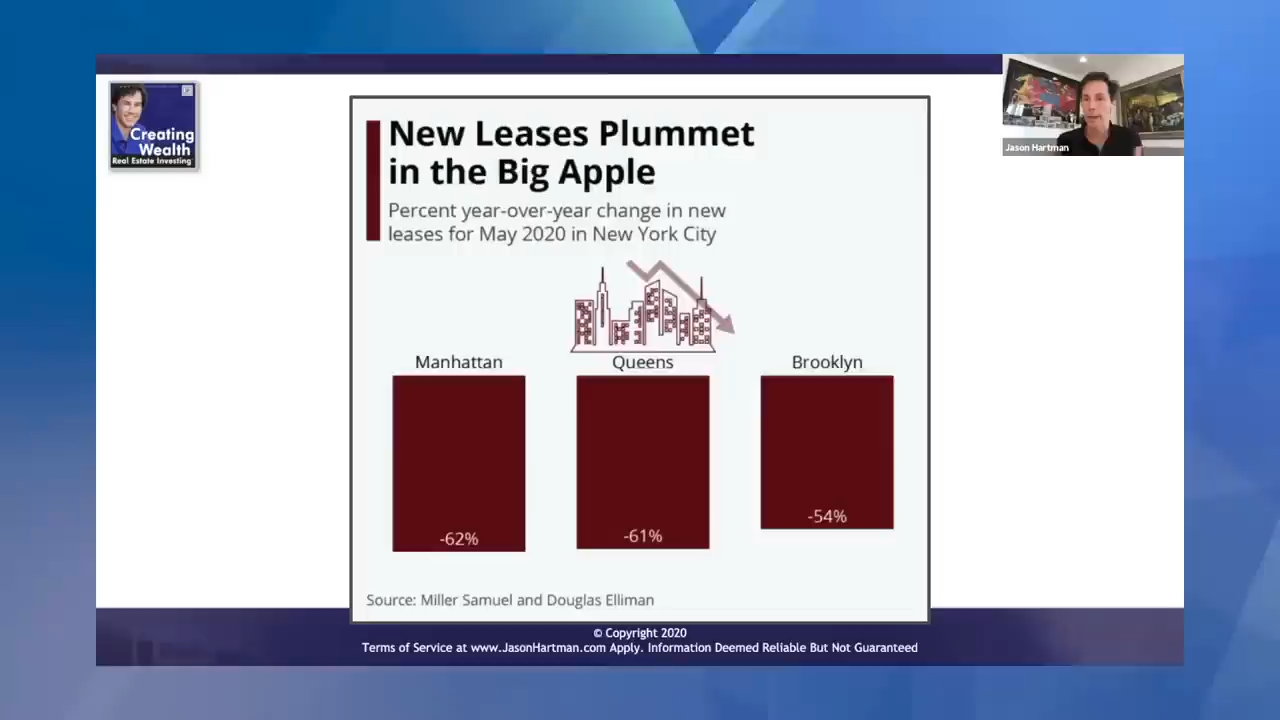 Creating
Wealth
Real Estate Investing
Jason Hartman
New Leases Plummet
in the Big Apple
Percent year-over-year change in new
leases for May 2020 in New York City
Manhattan
Queens
Brooklyn
-62%
-61%
-54%
Source: Miller Samuel and Douglas Elliman
© Copyright 2020
Terms of Service at www.JasonHartman.com Apply. Information Deemed Reliable But Not Guaranteed